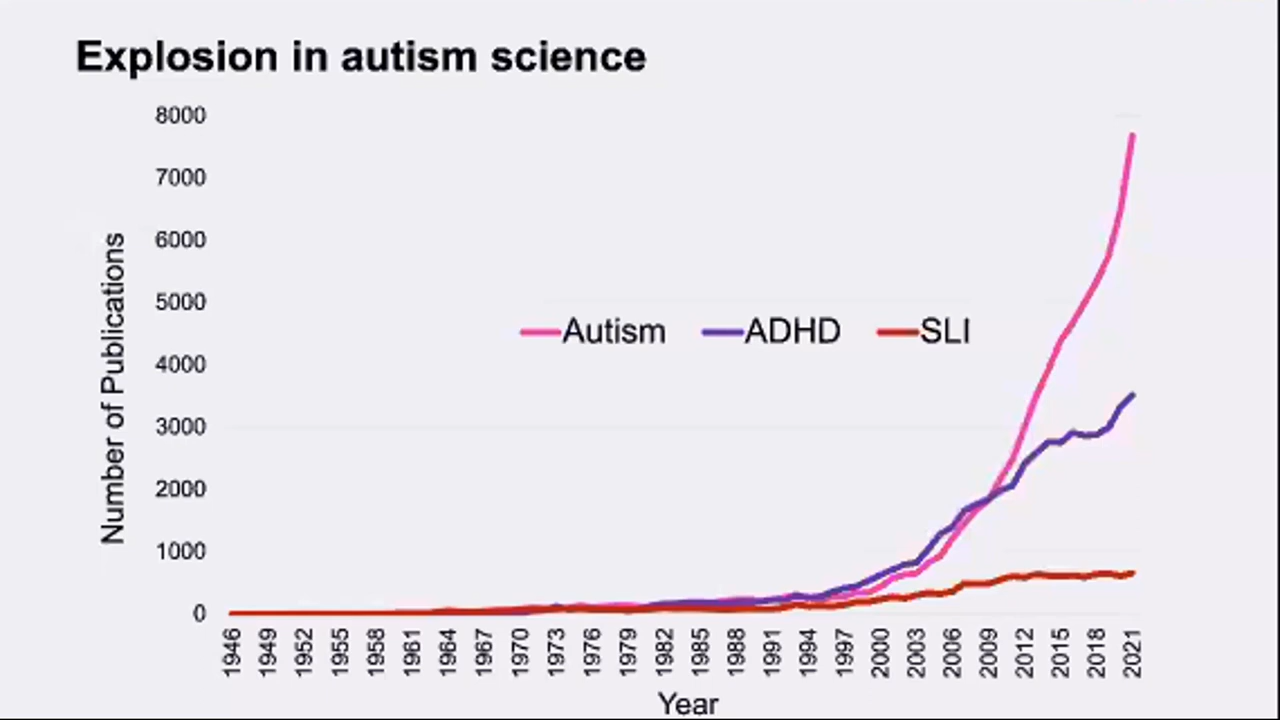 Explosion in autism science
8000
7000
6000
5000
4000
3000
2000
1000
0
Number of Publications
Autism ADHD SLI
1946 1949 1952 1955 1958 1961 1964 1967 1970 1973 1976 1979 1982 1985 1988 1991 1994 1997 2000 2003 2006 2009 2012 2015 2018 2021
Year